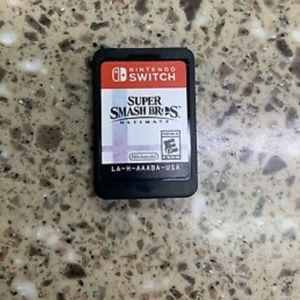 NINTENDO
SWITCH
SUPER
SMASH BROS.
ULTIMATE
Nintendo
E
LA-H-AAABA-USA